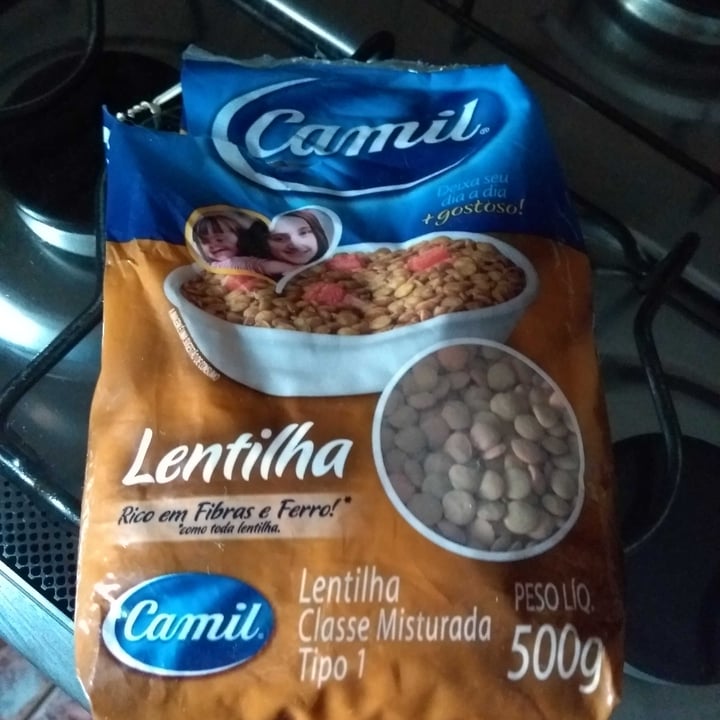 Camil®
Deixa seu
dia a dia
+gostoso!
Lentilha
Rico em Fibras e Ferro!*
*como toda lentilha.
Camil®
Lentilha
Classe Misturada
Tipo 1
PESO LÍQ.
500g